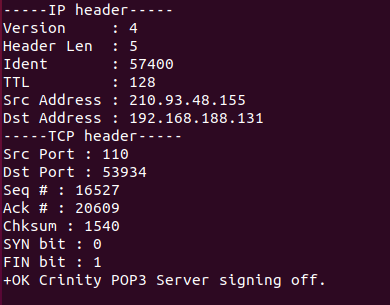 -----IP header-----
Version     : 4
Header Len  : 5
Ident       : 57400
TTL         : 128
Src Address : 210.93.48.155
Dst Address : 192.168.188.131
-----TCP header-----
Src Port : 110
Dst Port : 53934
Seq # : 16527
Ack # : 20609
Chksum : 1540
SYN bit : 0
FIN bit : 1
+OK Crinity POP3 Server signing off.